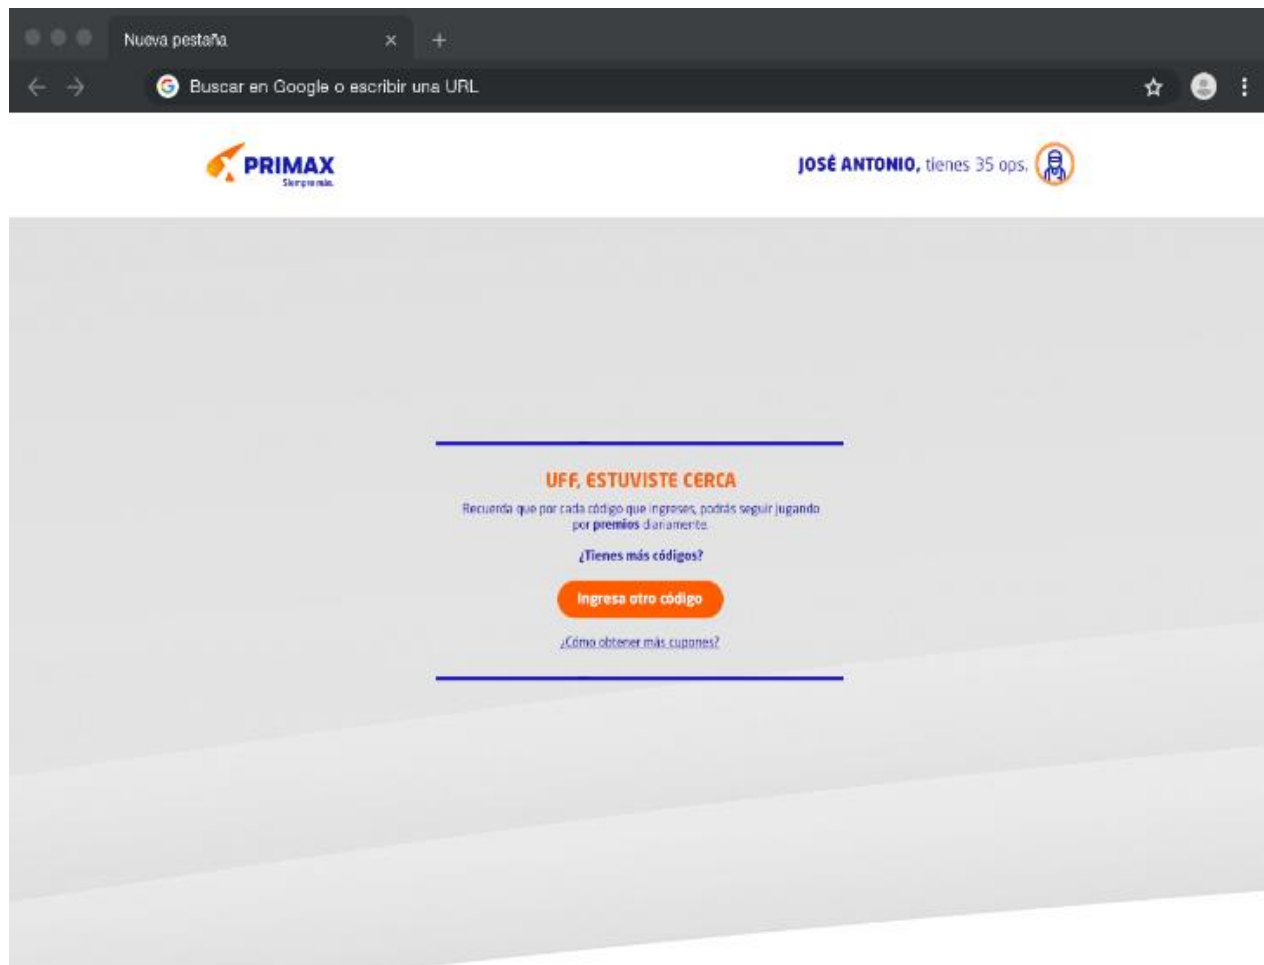 Nueva pestaña
Buscar en Google o escribir una URL
PRIMAX
Siempre más.
JOSÉ ANTONIO, tienes 35 ops.
UFF, ESTUVISTE CERCA
Recuerda que por cada código que ingreses, podrás seguir jugando
por premios diariamente.
¿Tienes más códigos?
Ingresa otro código
¿Cómo obtener más cupones?